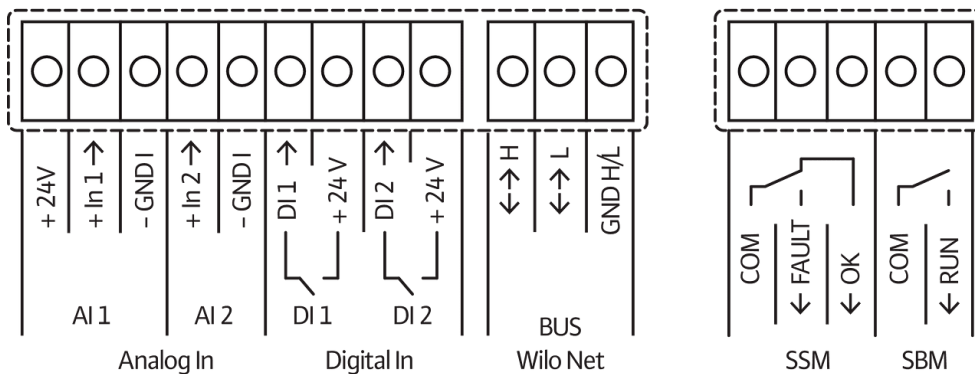 + 24V
+ In 1 →
– GND I
+ In 2 →
– GND I
DI 1 →
+ 24 V
DI 2 →
+ 24 V
↔ H
↔ L
GND H/L
COM
← FAULT
← OK
COM
← RUN
AI 1
AI 2
DI 1
DI 2
BUS
Analog In
Digital In
Wilo Net
SSM
SBM